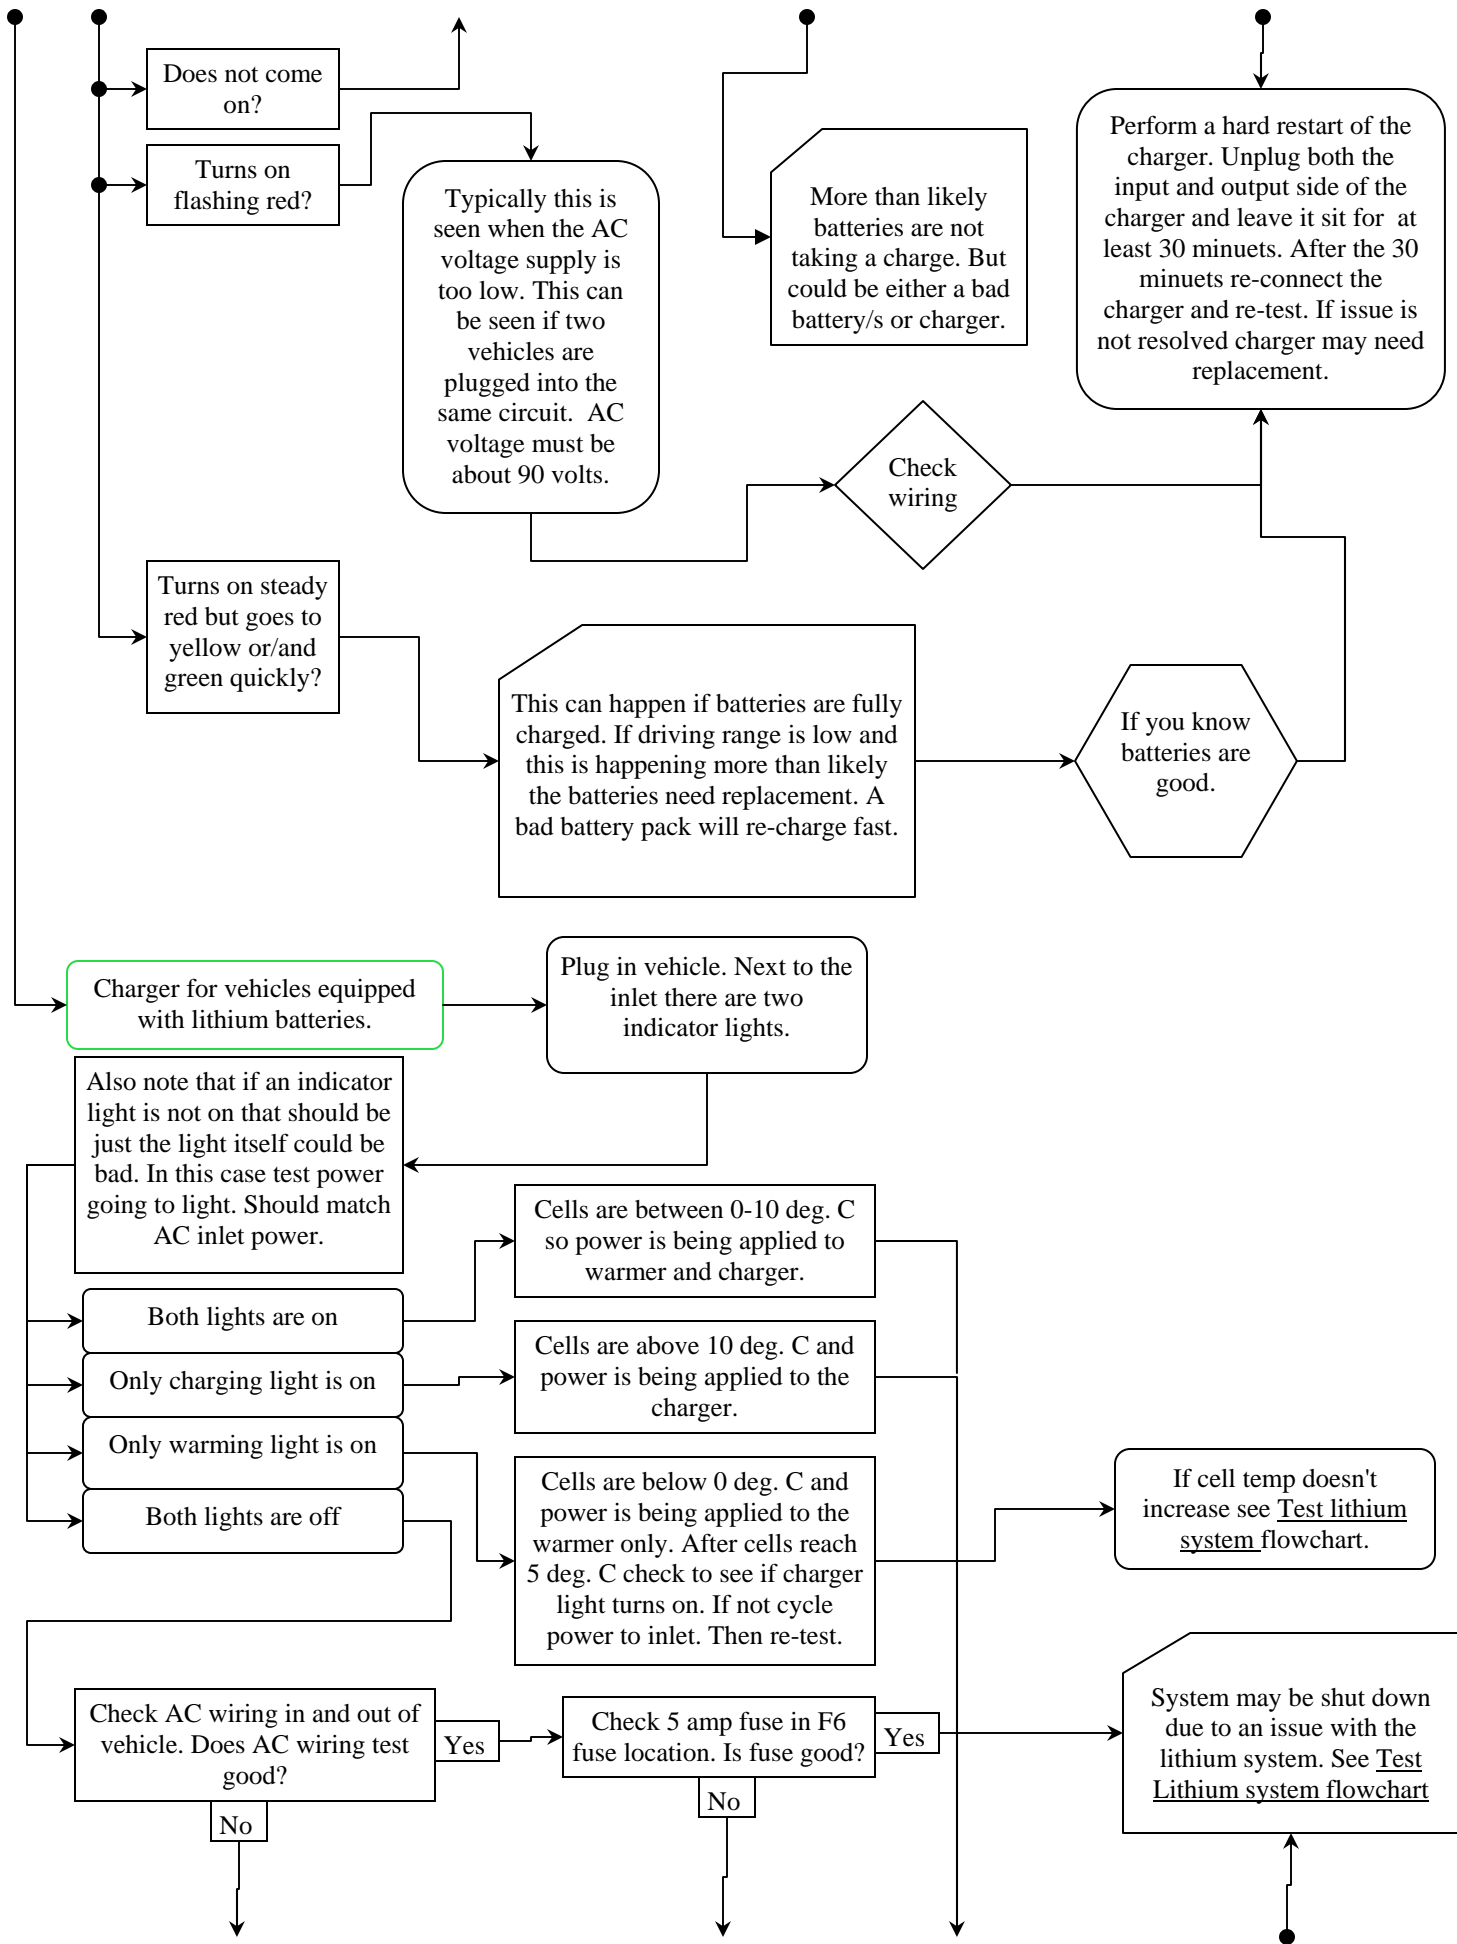 Does not come
on?
Turns on
flashing red?
Typically this is
seen when the AC
voltage supply is
too low. This can
be seen if two
vehicles are
plugged into the
same circuit.  AC
voltage must be
about 90 volts.
More than likely
batteries are not
taking a charge. But
could be either a bad
battery/s or charger.
Perform a hard restart of the
charger. Unplug both the
input and output side of the
charger and leave it sit for  at
least 30 minuets. After the 30
minuets re-connect the
charger and re-test. If issue is
not resolved charger may need
replacement.
Check
wiring
Turns on steady
red but goes to
yellow or/and
green quickly?
This can happen if batteries are fully
charged. If driving range is low and
this is happening more than likely
the batteries need replacement. A
bad battery pack will re-charge fast.
If you know
batteries are
good.
Charger for vehicles equipped
with lithium batteries.
Plug in vehicle. Next to the
inlet there are two
indicator lights.
Also note that if an indicator
light is not on that should be
just the light itself could be
bad. In this case test power
going to light. Should match
AC inlet power.
Both lights are on
Only charging light is on
Only warming light is on
Both lights are off
Cells are between 0-10 deg. C
so power is being applied to
warmer and charger.
Cells are above 10 deg. C and
power is being applied to the
charger.
Cells are below 0 deg. C and
power is being applied to the
warmer only. After cells reach
5 deg. C check to see if charger
light turns on. If not cycle
power to inlet. Then re-test.
If cell temp doesn't
increase see Test lithium
system flowchart.
Check AC wiring in and out of
vehicle. Does AC wiring test
good?
Yes
No
Check 5 amp fuse in F6
fuse location. Is fuse good?
Yes
No
System may be shut down
due to an issue with the
lithium system. See Test
Lithium system flowchart